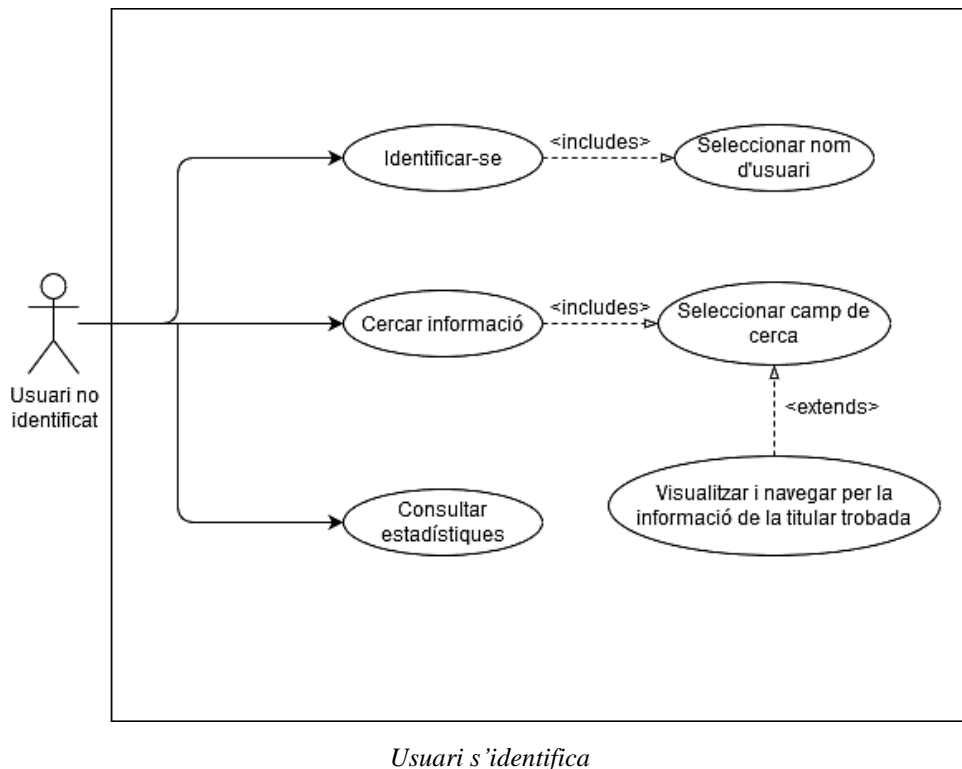 Identificar-se
<includes>
Seleccionar nom
d'usuari
Usuari no
identificat
Cercar informació
<includes>
Seleccionar camp de
cerca
<extends>
Consultar
estadístiques
Visualitzar i navegar per la
informació de la titular trobada
Usuari s’identifica